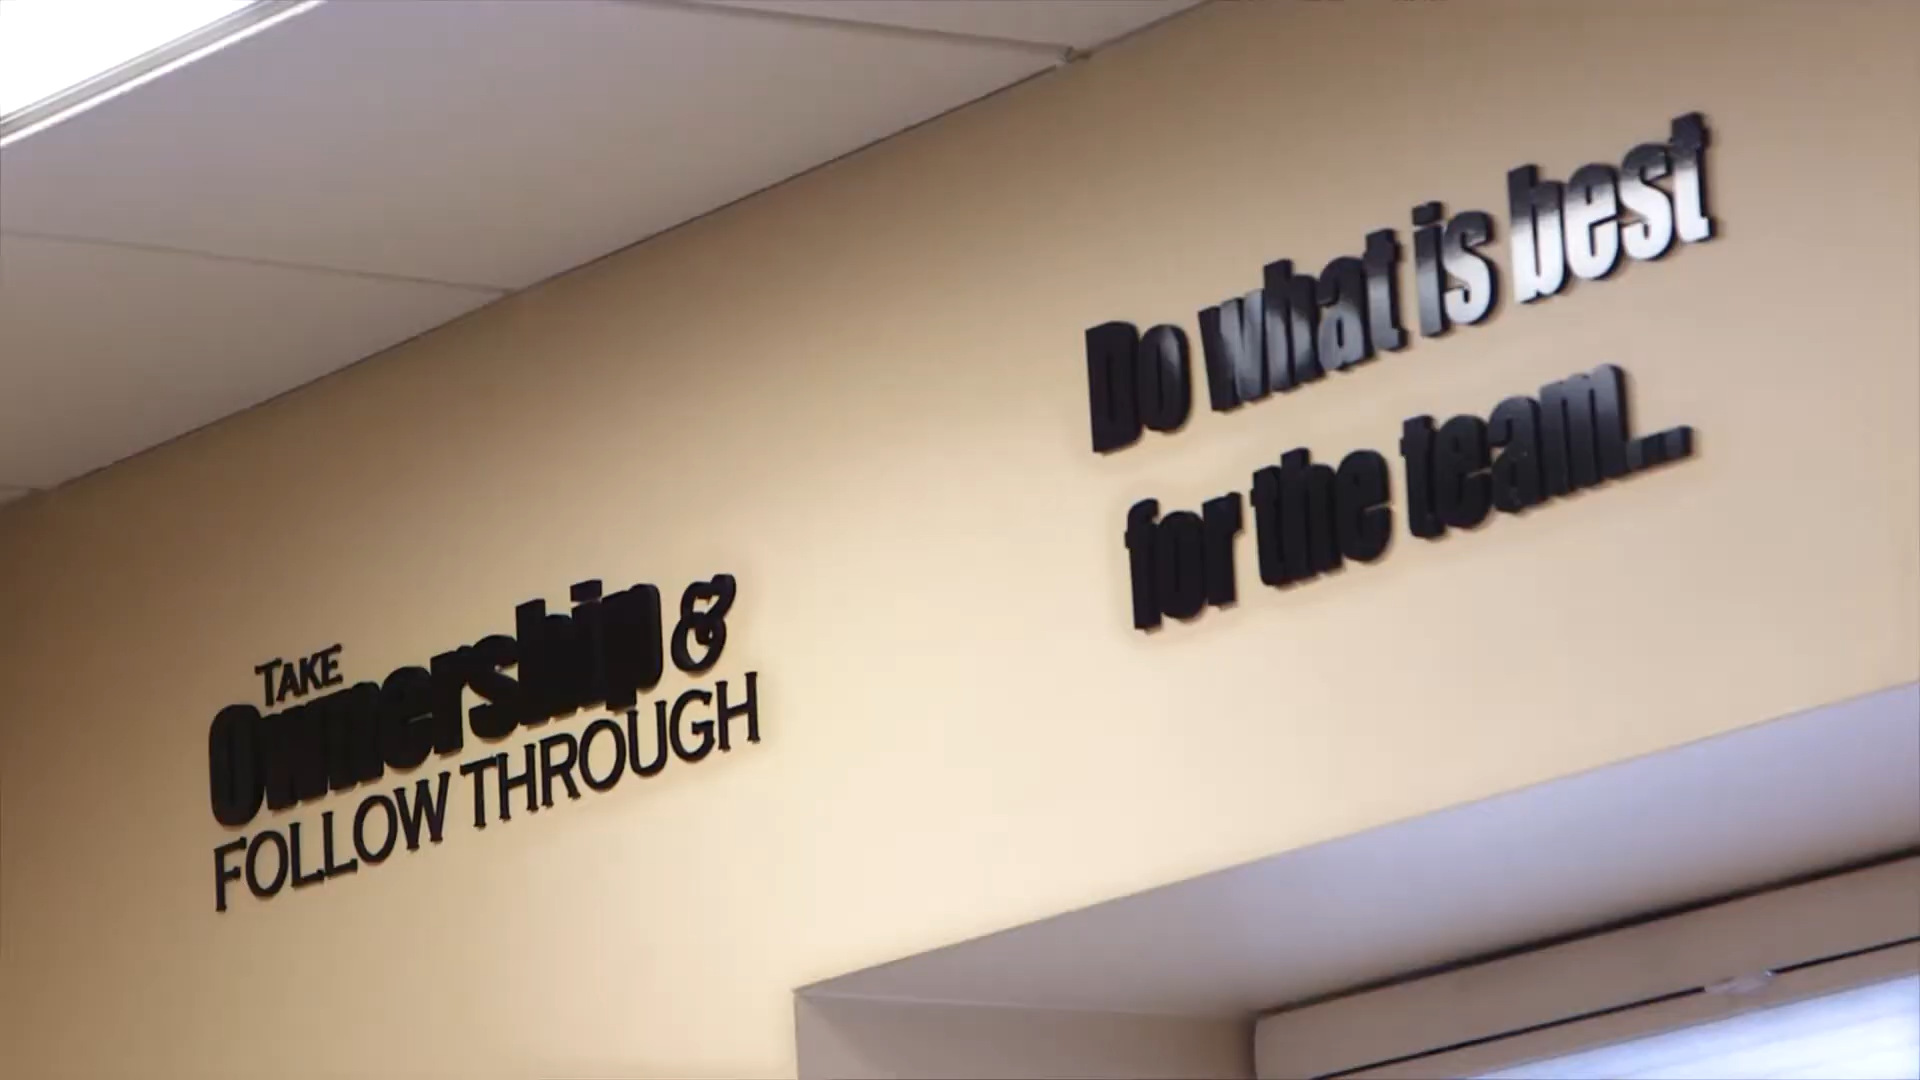 TAKE
Ownership &
FOLLOW THROUGH
Do what is best
for the team...